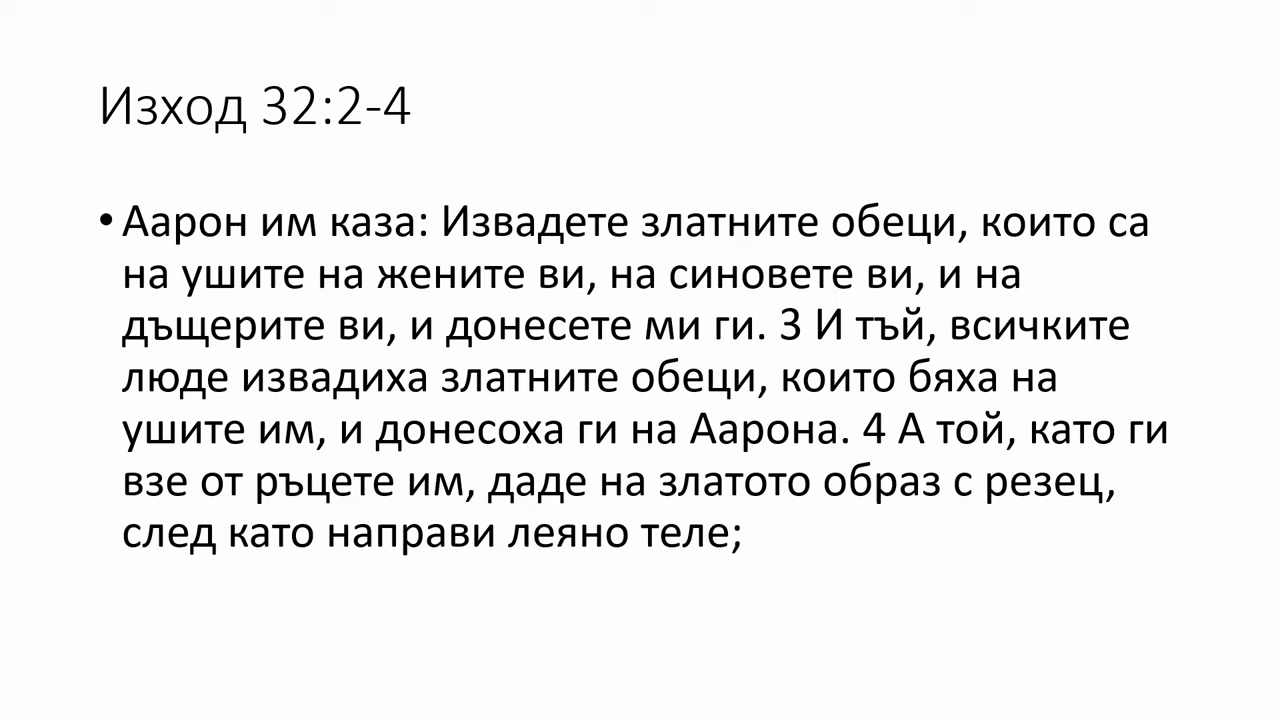 Изход 32:2-4
•Аарон им каза: Извадете златните обеци, които са
на ушите на жените ви, на синовете ви, и на
дъщерите ви, и донесете ми ги. 3 И тъй, всичките
люде извадиха златните обеци, които бяха на
ушите им, и донесоха ги на Аарона. 4 А той, като ги
взе от ръцете им, даде на златото образ с резец,
след като направи леяно теле;